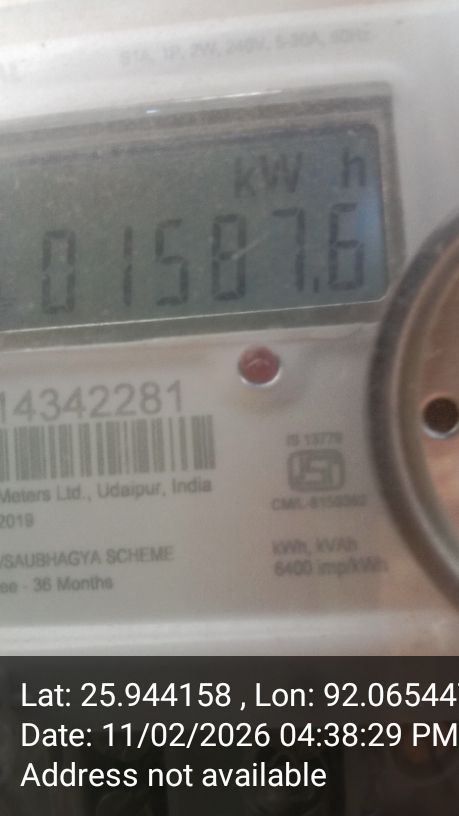 kW h
01587.6
14342281
IS 13779
Meters Ltd., Udaipur, India
2019
/SAUBHAGYA SCHEME
kWh, kVAh
6400 imp/kWh
ee - 36 Months
Lat: 25.944158 , Lon: 92.065447
Date: 11/02/2026 04:38:29 PM
Address not available